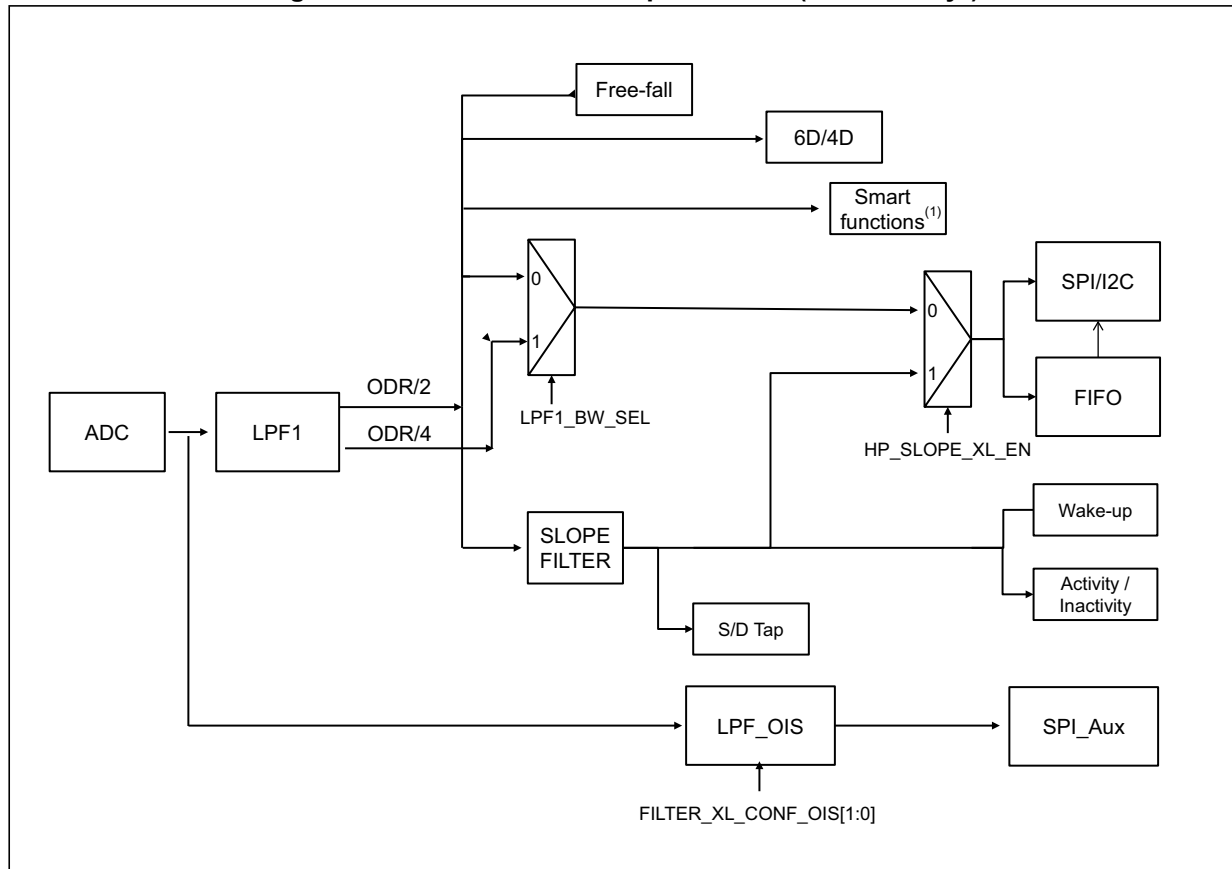 Free-fall
6D/4D
Smart
functions(1)
0
1
LPF1_BW_SEL
0
1
HP_SLOPE_XL_EN
SPI/I2C
FIFO
ADC
LPF1
ODR/2
ODR/4
SLOPE
FILTER
Wake-up
Activity /
Inactivity
S/D Tap
LPF_OIS
SPI_Aux
FILTER_XL_CONF_OIS[1:0]